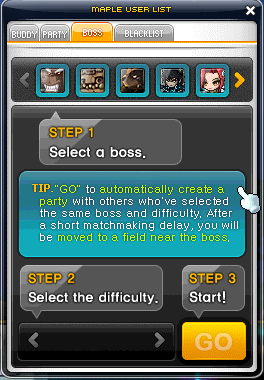 MAPLE USER LIST
BUDDY PARTY BOSS BLACKLIST
STEP 1
Select a boss.
TIP."GO" to automatically create a
party with others who've selected
the same boss and difficulty. After
a short matchmaking delay, you will
be moved to a field near the boss.
STEP 2
Select the difficulty.
STEP 3
Start!
GO